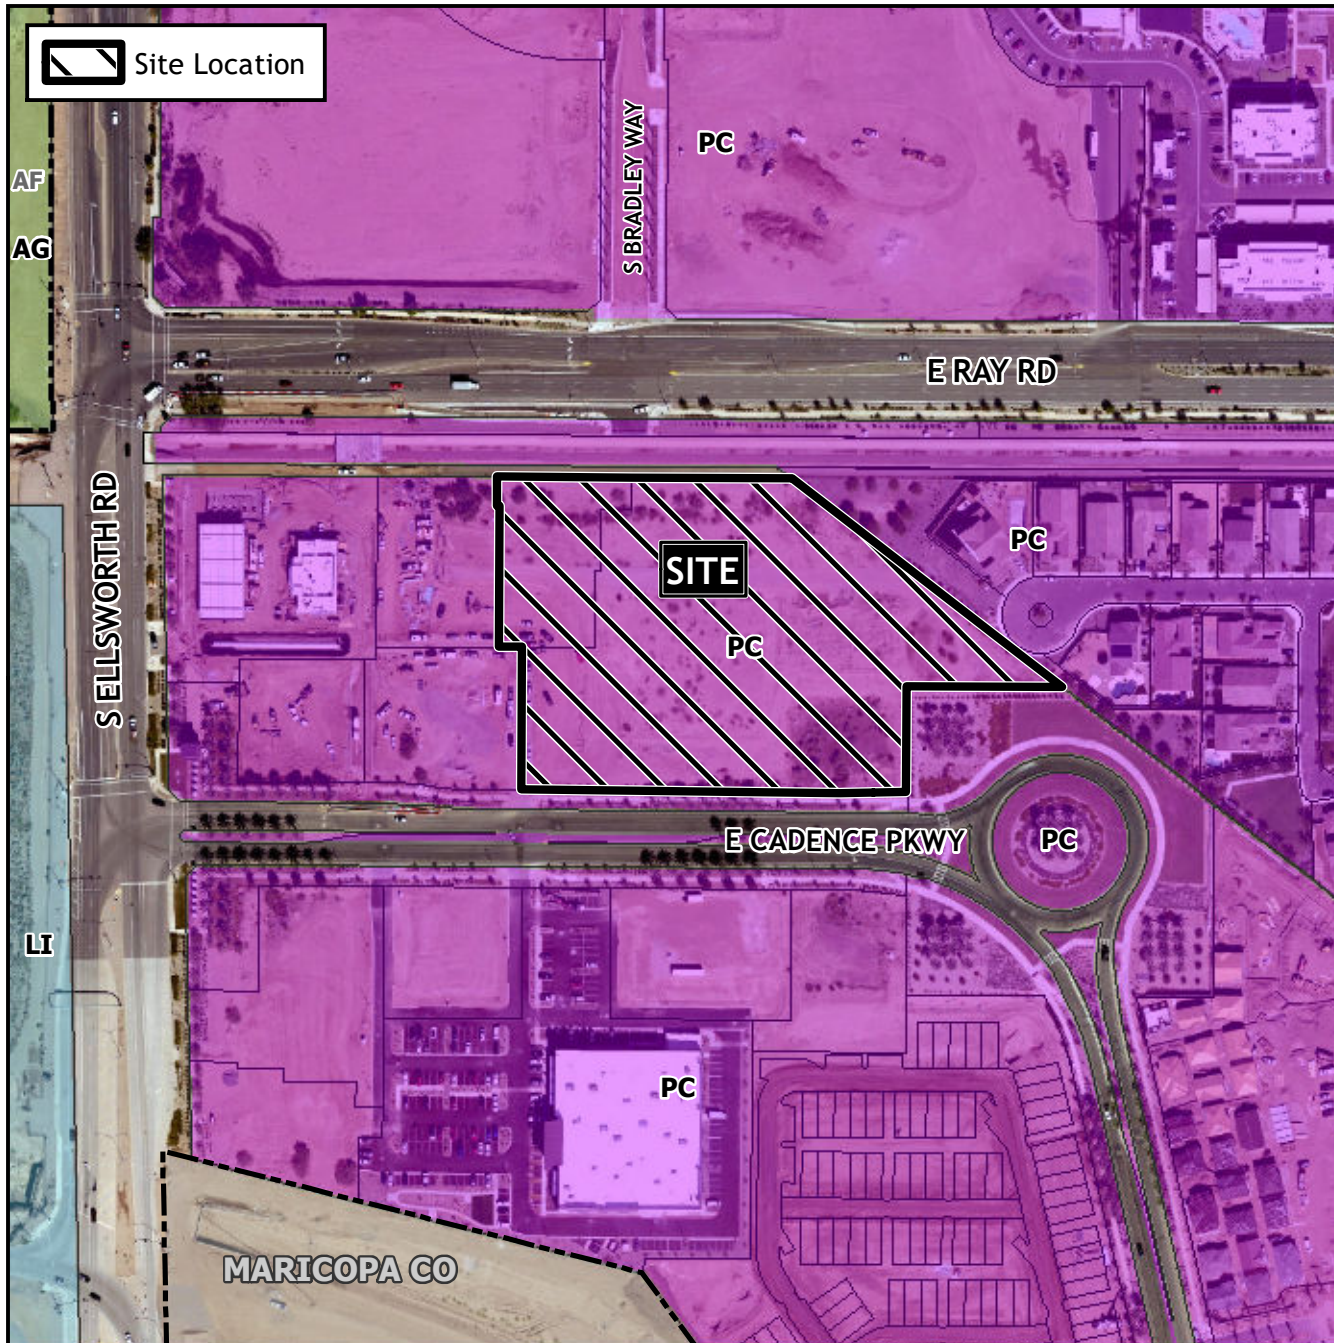 Site Location
S BRADLEY WAY
PC
AF
AG
E RAY RD
S ELLSWORTH RD
SITE
PC
PC
E CADENCE PKWY
PC
LI
PC
MARICOPA CO